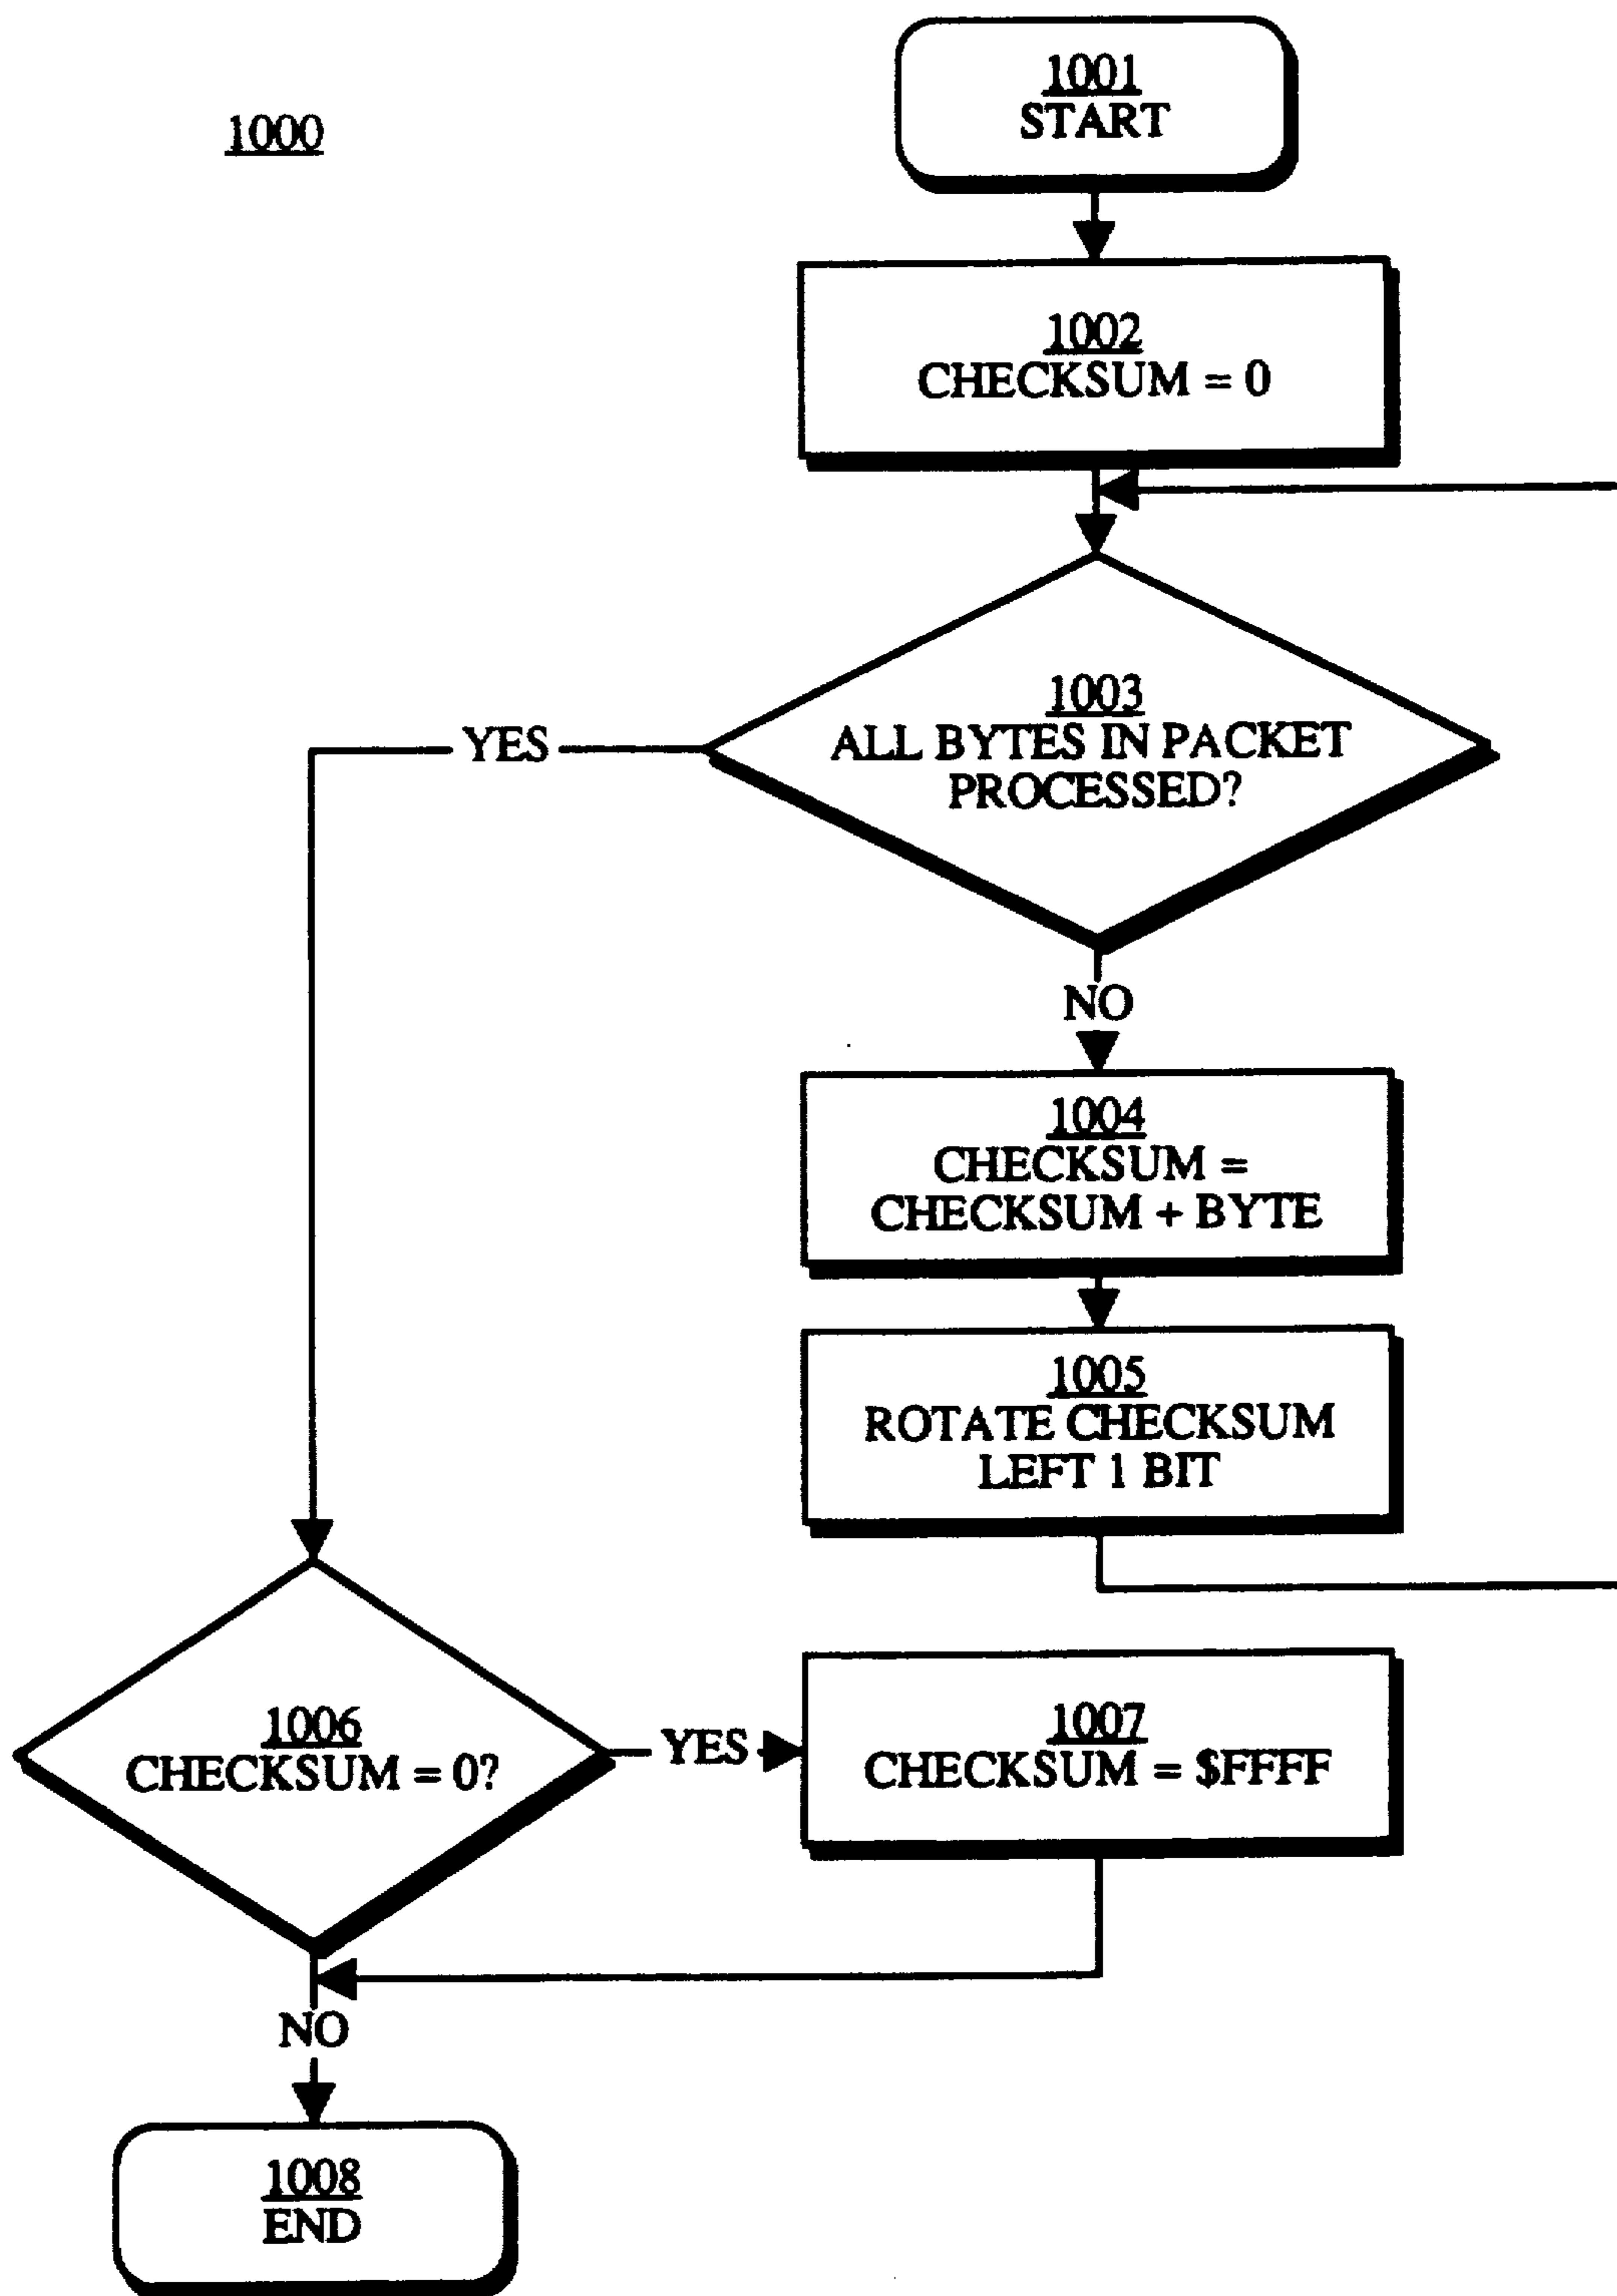 1000
1001
START
1002
CHECKSUM = 0
1003
ALL BYTES IN PACKET
PROCESSED?
YES
NO
1004
CHECKSUM =
CHECKSUM + BYTE
1005
ROTATE CHECKSUM
LEFT 1 BIT
1006
CHECKSUM = 0?
YES
1007
CHECKSUM = $FFFF
NO
1008
END